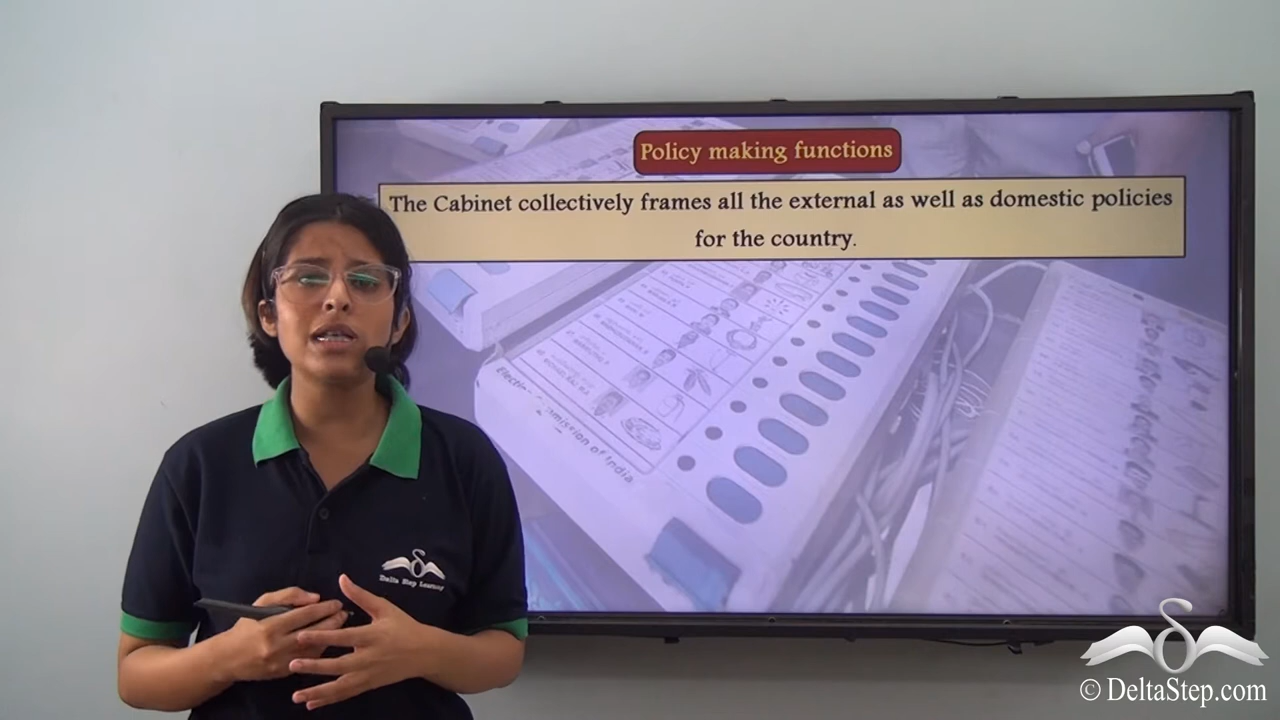 Policy making functions
The Cabinet collectively frames all the external as well as domestic policies
for the country.
Election Commission of India
Delta Step Learning
© DeltaStep.com